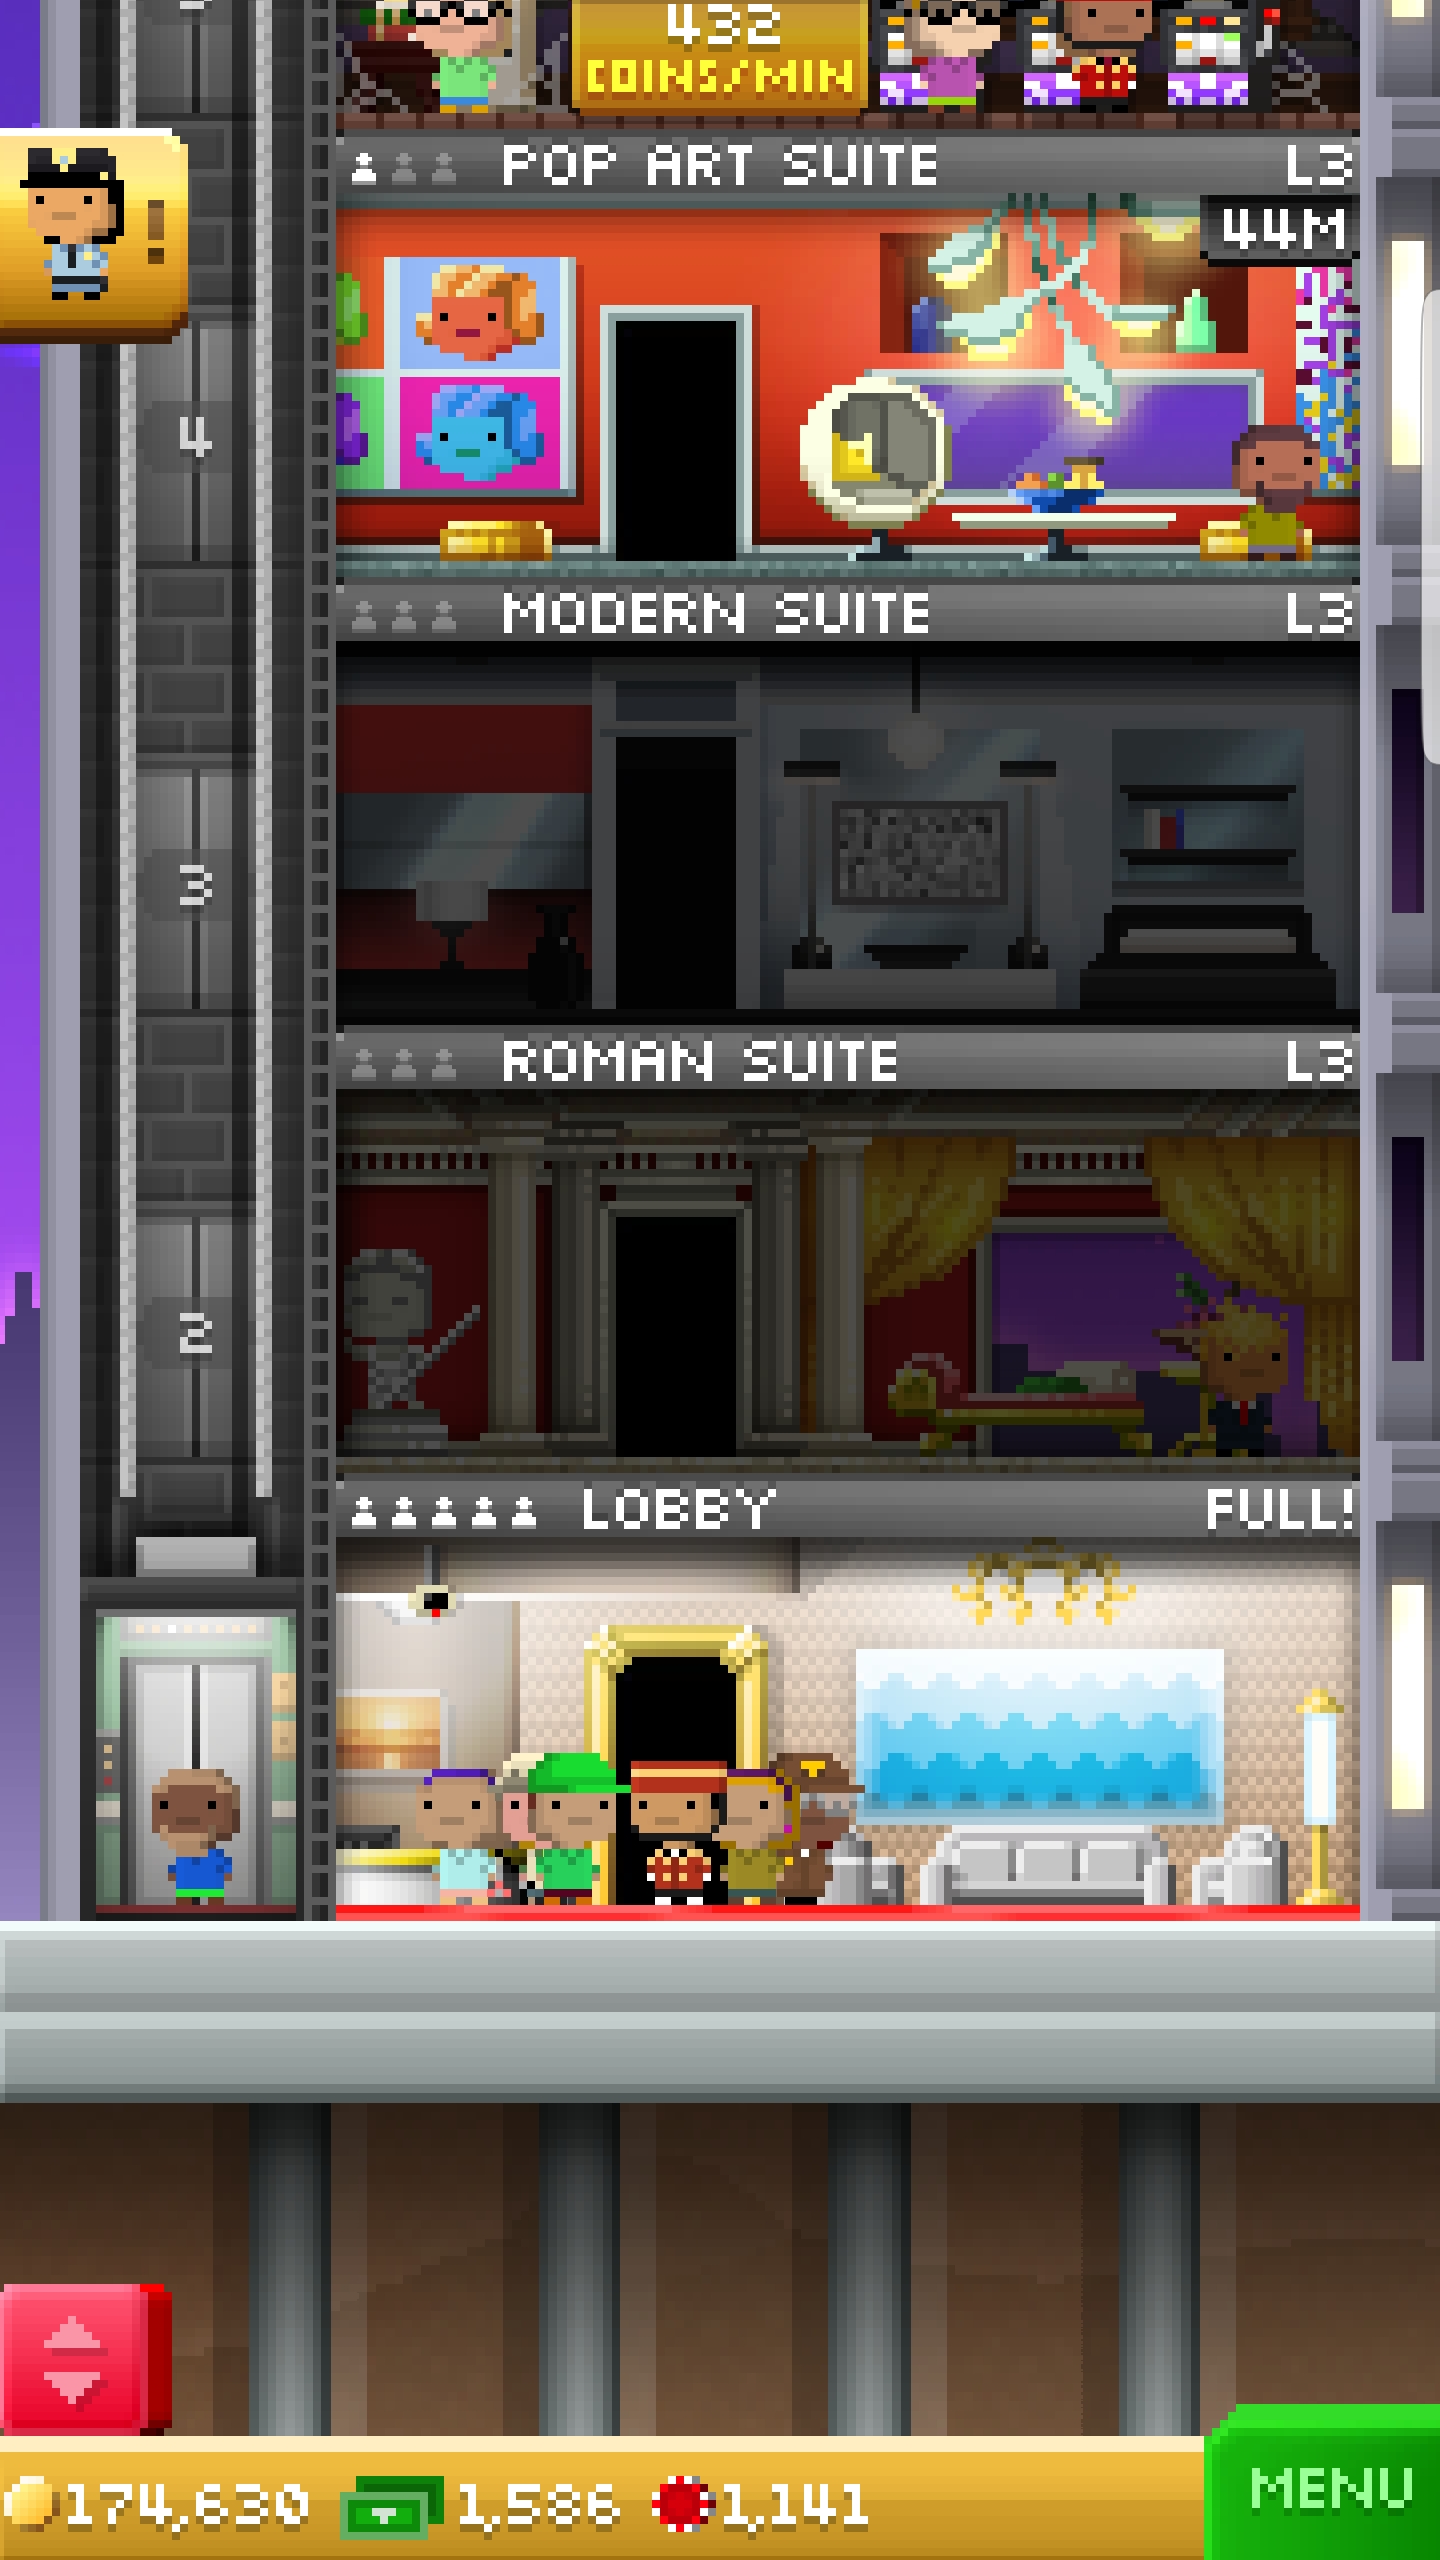 432
COINS/MIN
!
POP ART SUITE L3
44M
4
MODERN SUITE L3
3
ROMAN SUITE L3
2
LOBBY FULL!
174,630 1,586 1,141
MENU